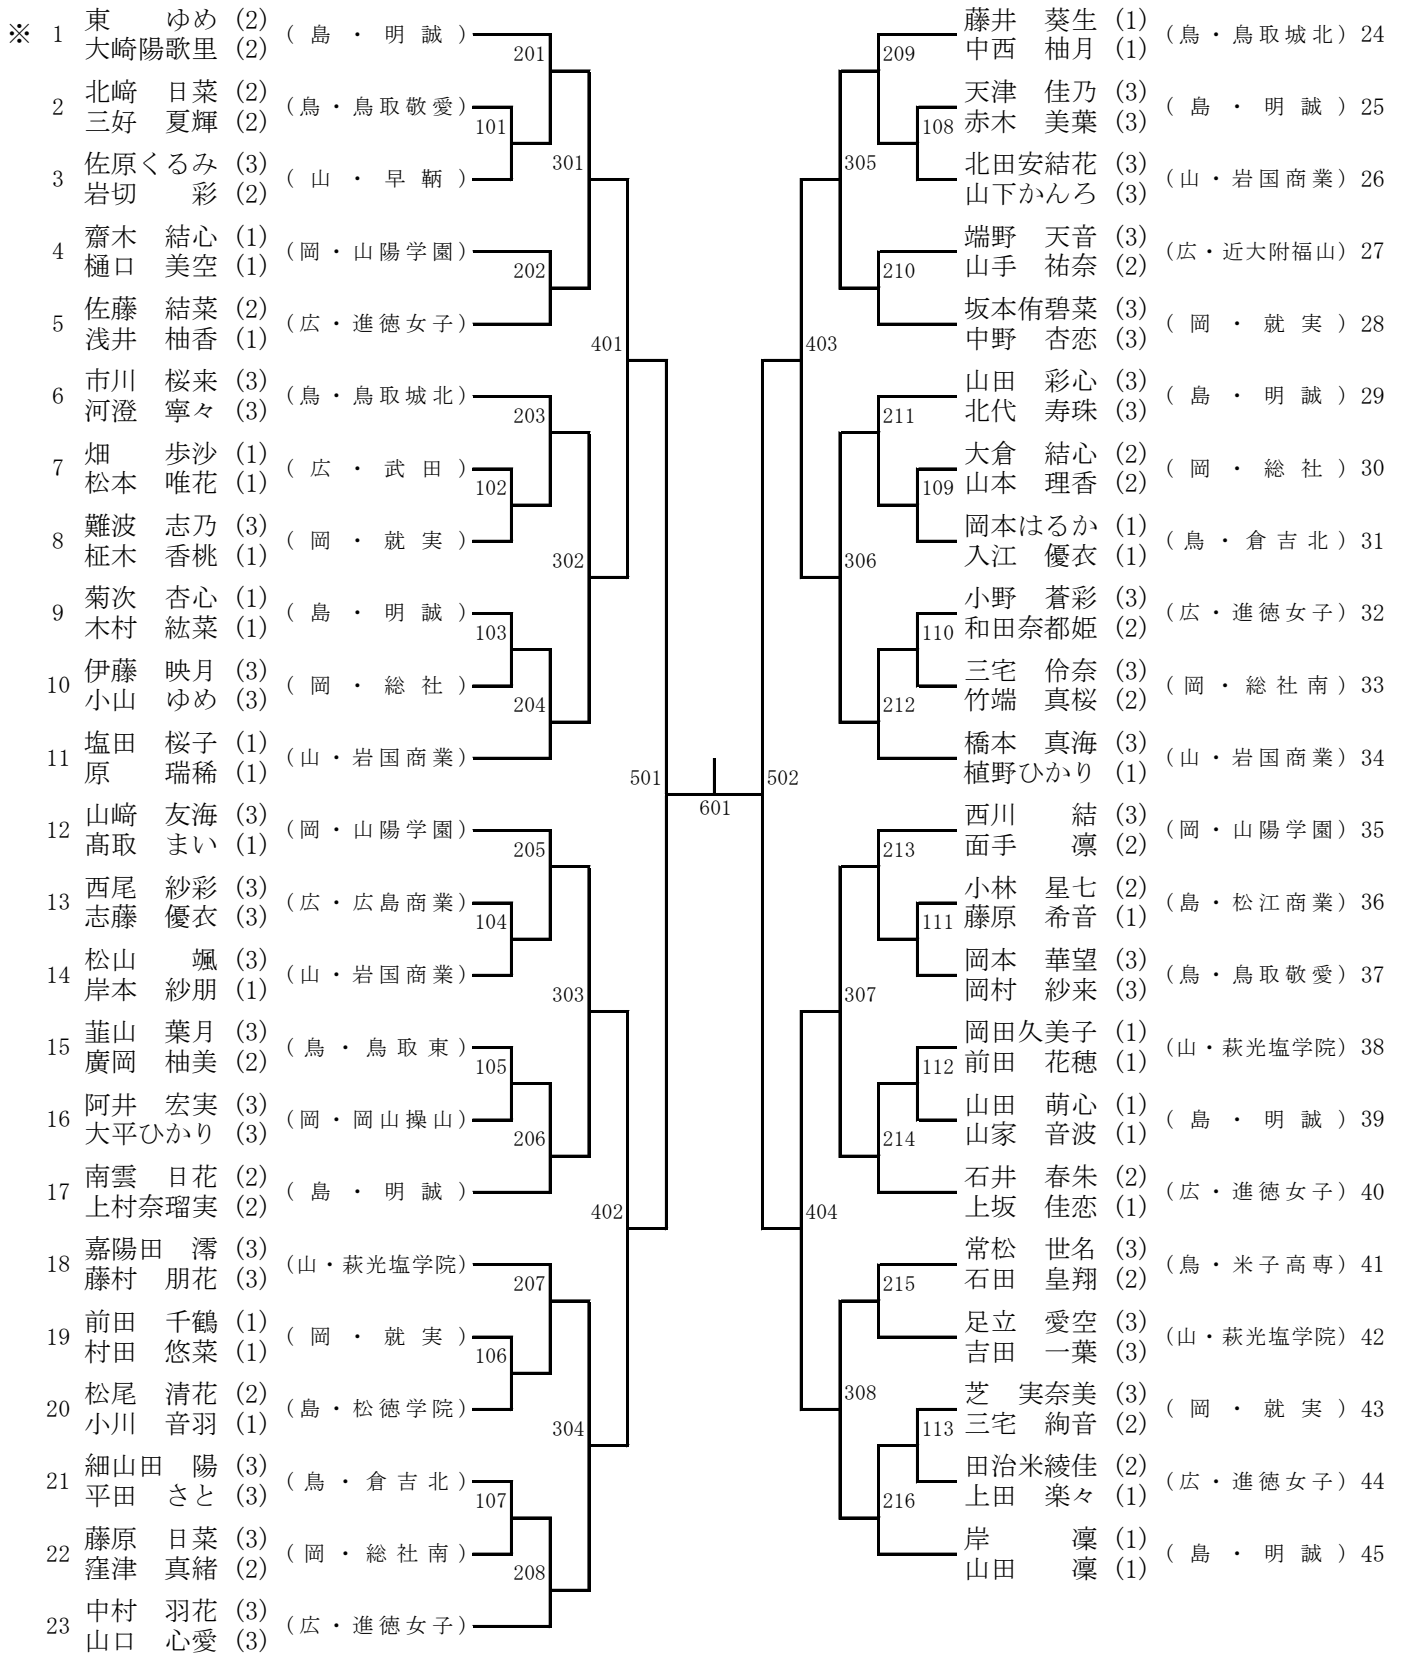 ※ 1 東 ゆめ (2) 大崎陽歌里 (2) (島・明誠)
2 北﨑 日菜 (2) 三好 夏輝 (2) (鳥・鳥取敬愛)
3 佐原くるみ (3) 岩切 彩 (2) (山・早鞆)
4 齋木 結心 (1) 樋口 美空 (1) (岡・山陽学園)
5 佐藤 結菜 (2) 浅井 柚香 (1) (広・進徳女子)
6 市川 桜来 (3) 河澄 寧々 (3) (鳥・鳥取城北)
7 畑 歩沙 (1) 松本 唯花 (1) (広・武田)
8 難波 志乃 (3) 柾木 香桃 (1) (岡・就実)
9 菊次 杏心 (1) 木村 紘菜 (1) (島・明誠)
10 伊藤 映月 (3) 小山 ゆめ (3) (岡・総社)
11 塩田 桜子 (1) 原 瑞稀 (1) (山・岩国商業)
12 山﨑 友海 (3) 髙取 まい (1) (岡・山陽学園)
13 西尾 紗彩 (3) 志藤 優衣 (3) (広・広島商業)
14 松山 颯 (3) 岸本 紗朋 (1) (山・岩国商業)
15 韮山 葉月 (3) 廣岡 柚美 (2) (鳥・鳥取東)
16 阿井 宏実 (3) 大平ひかり (3) (岡・岡山操山)
17 南雲 日花 (2) 上村奈瑠実 (2) (島・明誠)
18 嘉陽田 澪 (3) 藤村 朋花 (3) (山・萩光塩学院)
19 前田 千鶴 (1) 村田 悠菜 (1) (岡・就実)
20 松尾 清花 (2) 小川 音羽 (1) (島・松徳学院)
21 細山田 陽 (3) 平田 さと (3) (鳥・倉吉北)
22 藤原 日菜 (3) 窪津 真緒 (2) (岡・総社南)
23 中村 羽花 (3) 山口 心愛 (3) (広・進徳女子)
201
101
301
202
401
203
102
302
103
204
501
205
104
303
105
206
402
207
106
304
107
208
601
502
209
108
305
210
403
211
109
306
110
212
213
111
307
112
214
404
215
308
113
216
藤井 葵生 (1) 中西 柚月 (1) (鳥・鳥取城北) 24
天津 佳乃 (3) 赤木 美葉 (3) (島・明誠) 25
北田安結花 (3) 山下かんろ (3) (山・岩国商業) 26
端野 天音 (3) 山手 祐奈 (2) (広・近大附福山) 27
坂本侑碧菜 (3) 中野 杏恋 (3) (岡・就実) 28
山田 彩心 (3) 北代 寿珠 (3) (島・明誠) 29
大倉 結心 (2) 山本 理香 (2) (岡・総社) 30
岡本はるか (1) 入江 優衣 (1) (鳥・倉吉北) 31
小野 蒼彩 (3) 和田奈都姫 (2) (広・進徳女子) 32
三宅 伶奈 (3) 竹端 真桜 (2) (岡・総社南) 33
橋本 真海 (3) 植野ひかり (1) (山・岩国商業) 34
西川 結 (3) 面手 凛 (2) (岡・山陽学園) 35
小林 星七 (2) 藤原 希音 (1) (島・松江商業) 36
岡本 華望 (3) 岡村 紗来 (3) (鳥・鳥取敬愛) 37
岡田久美子 (1) 前田 花穂 (1) (山・萩光塩学院) 38
山田 萌心 (1) 山家 音波 (1) (島・明誠) 39
石井 春朱 (2) 上坂 佳恋 (1) (広・進徳女子) 40
常松 世名 (3) 石田 皇翔 (2) (鳥・米子高専) 41
足立 愛空 (3) 吉田 一葉 (3) (山・萩光塩学院) 42
芝 実奈美 (3) 三宅 絢音 (2) (岡・就実) 43
田治米綾佳 (2) 上田 楽々 (1) (広・進徳女子) 44
岸 凜 (1) 山田 凜 (1) (島・明誠) 45